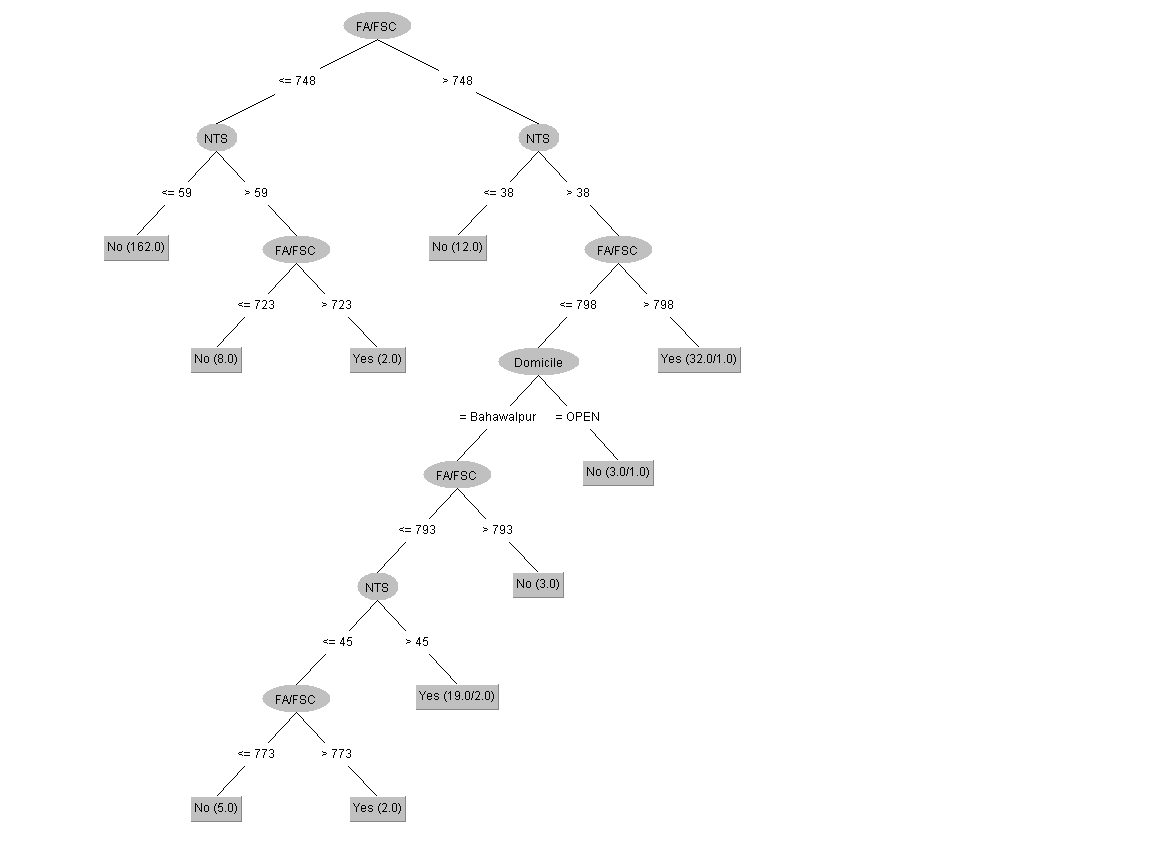 FA/FSC
<= 748
> 748
NTS
NTS
<= 59
> 59
<= 38
> 38
No (162.0)
FA/FSC
No (12.0)
FA/FSC
<= 723
> 723
<= 798
> 798
No (8.0)
Yes (2.0)
Domicile
Yes (32.0/1.0)
= Bahawalpur
= OPEN
FA/FSC
No (3.0/1.0)
<= 793
> 793
NTS
No (3.0)
<= 45
> 45
FA/FSC
Yes (19.0/2.0)
<= 773
> 773
No (5.0)
Yes (2.0)